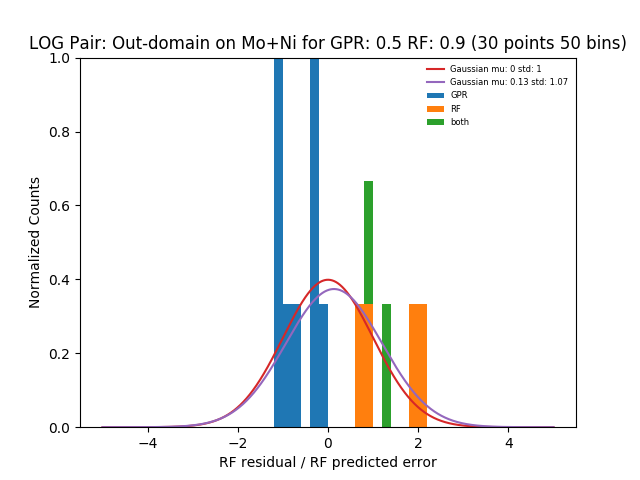 LOG Pair: Out-domain on Mo+Ni for GPR: 0.5 RF: 0.9 (30 points 50 bins)
Gaussian mu: 0 std: 1
Gaussian mu: 0.13 std: 1.07
GPR
RF
both
Normalized Counts
1.0
0.8
0.6
0.4
0.2
0.0
−4 −2 0 2 4
RF residual / RF predicted error